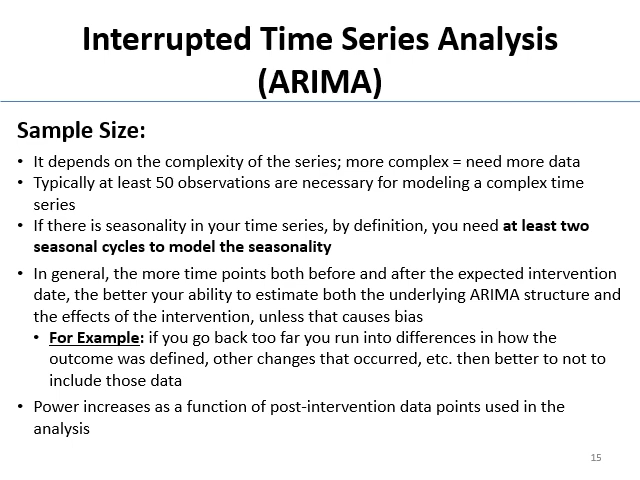 Interrupted Time Series Analysis
(ARIMA)
Sample Size:
• It depends on the complexity of the series; more complex = need more data
• Typically at least 50 observations are necessary for modeling a complex time
series
• If there is seasonality in your time series, by definition, you need at least two
seasonal cycles to model the seasonality
• In general, the more time points both before and after the expected intervention
date, the better your ability to estimate both the underlying ARIMA structure and
the effects of the intervention, unless that causes bias
• For Example: if you go back too far you run into differences in how the
outcome was defined, other changes that occurred, etc. then better to not to
include those data
• Power increases as a function of post-intervention data points used in the
analysis
15